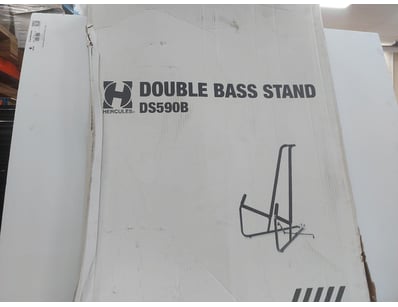 DOUBLE BASS STAND
HERCULES
DS590B